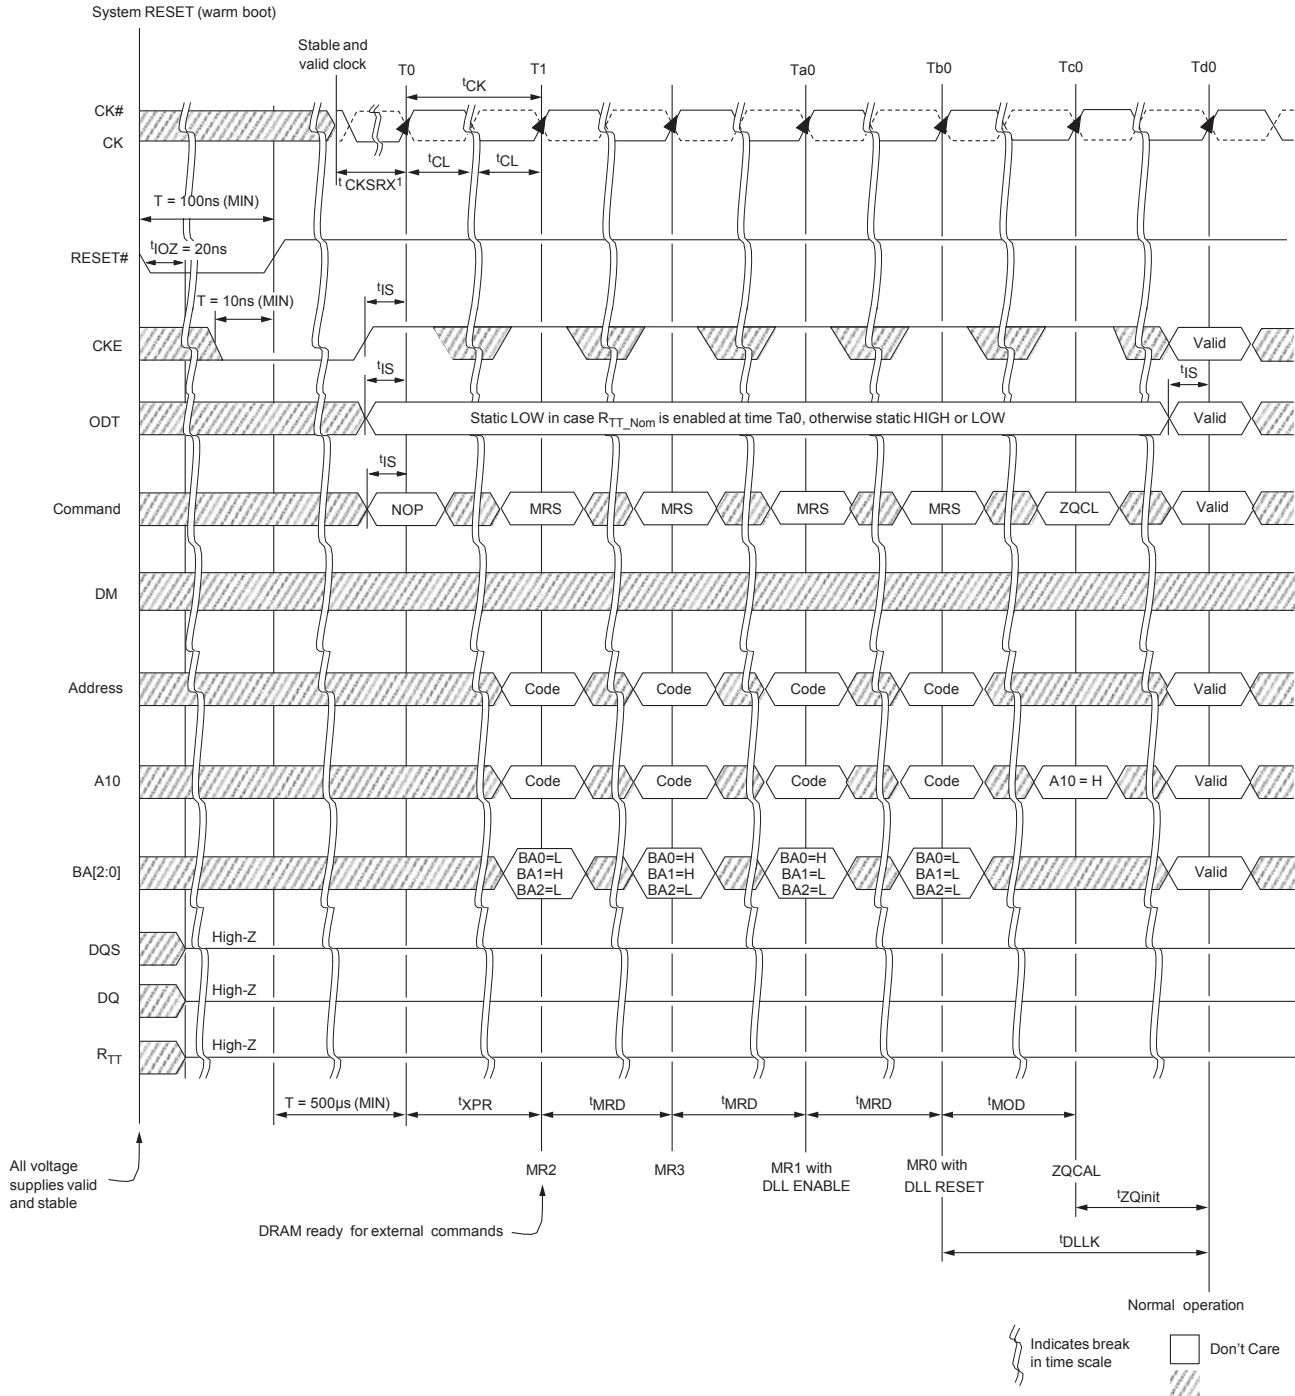 System RESET (warm boot)
Stable and
valid clock
T0
T1
Ta0
Tb0
Tc0
Td0
tCK
CK#
CK
tCKSRX1
tCL
tCL
T = 100ns (MIN)
tIOZ = 20ns
RESET#
T = 10ns (MIN)
tIS
CKE
Valid
tIS
tIS
ODT
Static LOW in case RTT_Nom is enabled at time Ta0, otherwise static HIGH or LOW
Valid
tIS
Command
NOP
MRS
MRS
MRS
MRS
ZQCL
Valid
DM
Address
Code
Code
Code
Code
Valid
A10
Code
Code
Code
Code
A10 = H
Valid
BA[2:0]
BA0=L
BA1=H
BA2=L
BA0=H
BA1=H
BA2=L
BA0=H
BA1=L
BA2=L
BA0=L
BA1=L
BA2=L
Valid
DQS
High-Z
DQ
High-Z
RTT
High-Z
T = 500µs (MIN)
tXPR
tMRD
tMRD
tMRD
tMOD
All voltage
supplies valid
and stable
MR2
MR3
MR1 with
DLL ENABLE
MR0 with
DLL RESET
ZQCAL
tZQinit
DRAM ready for external commands
tDLLK
Normal operation
Indicates break
in time scale
Don't Care